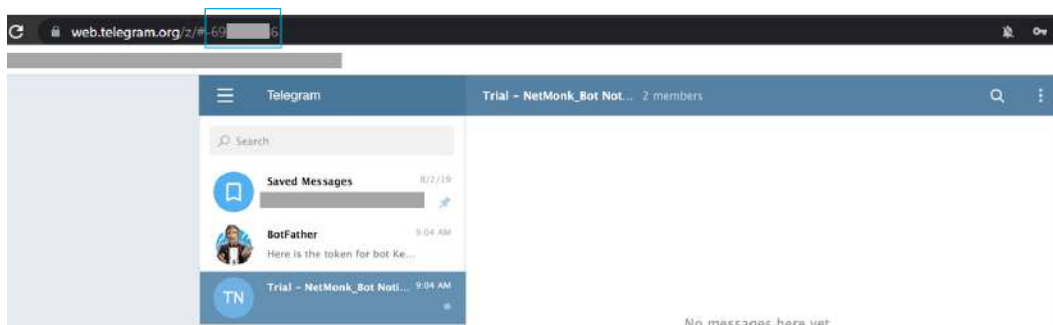 web.telegram.org/z/#-69 6
Telegram
Trial - NetMonk_Bot Not... 2 members
Search
Saved Messages 8/2/19
BotFather 9:04 AM
Here is the token for bot Ke...
TN
Trial - NetMonk_Bot Noti... 9:04 AM
No messages here yet